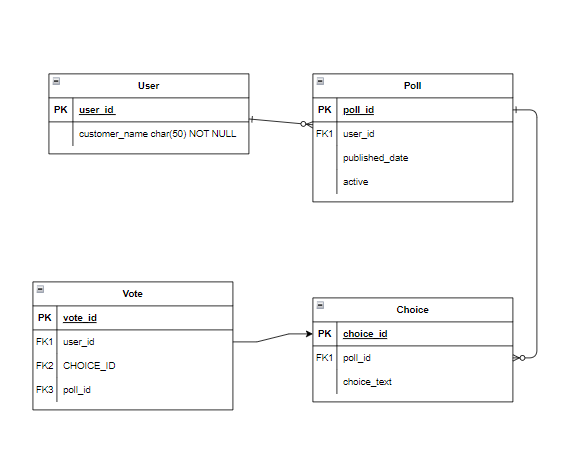 User
PK user_id
customer_name char(50) NOT NULL
Poll
PK poll_id
FK1 user_id
published_date
active
Vote
PK vote_id
FK1 user_id
FK2 CHOICE_ID
FK3 poll_id
Choice
PK choice_id
FK1 poll_id
choice_text